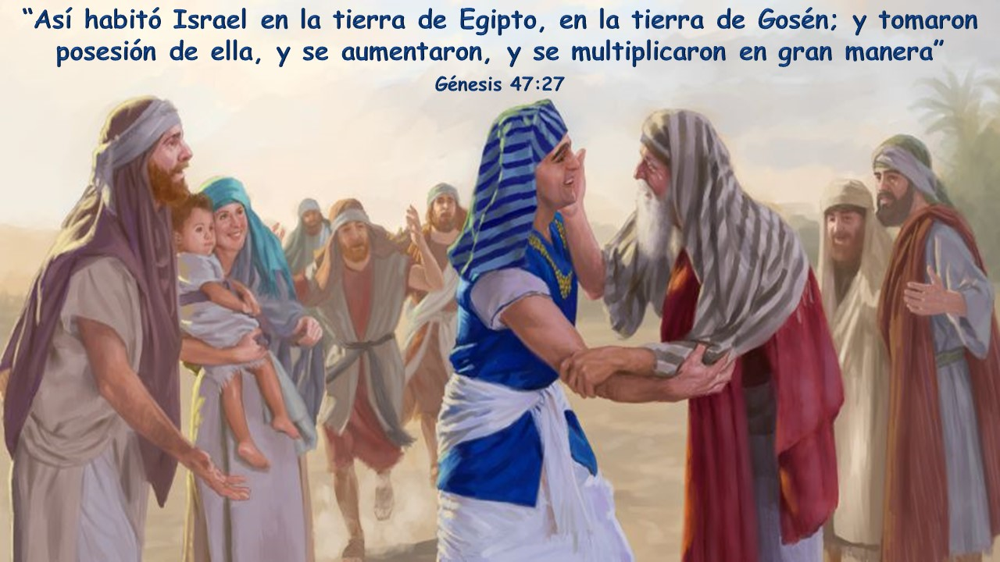 “Así habitó Israel en la tierra de Egipto, en la tierra de Gosén; y tomaron
posesión de ella, y se aumentaron, y se multiplicaron en gran manera”
Génesis 47:27